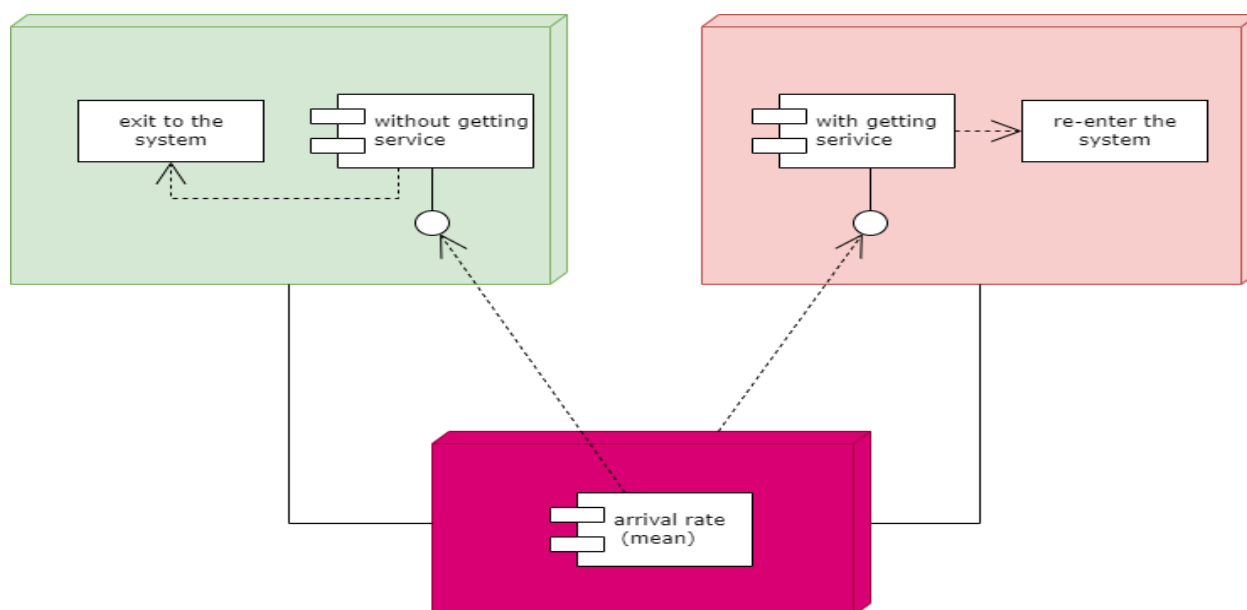 exit to the
system
without getting
service
with getting
serivice
re-enter the
system
arrival rate
(mean)